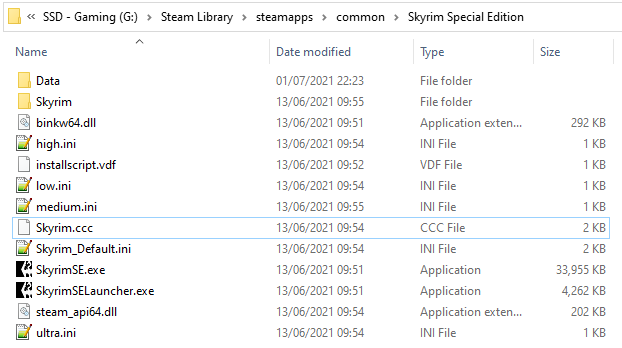 « SSD - Gaming (G:) > Steam Library > steamapps > common > Skyrim Special Edition
Name Date modified Type Size
Data 01/07/2021 22:23 File folder
Skyrim 13/06/2021 09:55 File folder
binkw64.dll 13/06/2021 09:51 Application exten... 292 KB
high.ini 13/06/2021 09:55 INI File 1 KB
installscript.vdf 13/06/2021 09:52 VDF File 1 KB
low.ini 13/06/2021 09:54 INI File 1 KB
medium.ini 13/06/2021 09:55 INI File 1 KB
Skyrim.ccc 13/06/2021 09:54 CCC File 2 KB
Skyrim_Default.ini 13/06/2021 09:54 INI File 2 KB
SkyrimSE.exe 13/06/2021 09:51 Application 33,955 KB
SkyrimSELauncher.exe 13/06/2021 09:51 Application 4,262 KB
steam_api64.dll 13/06/2021 09:54 Application exten... 202 KB
ultra.ini 13/06/2021 09:54 INI File 1 KB